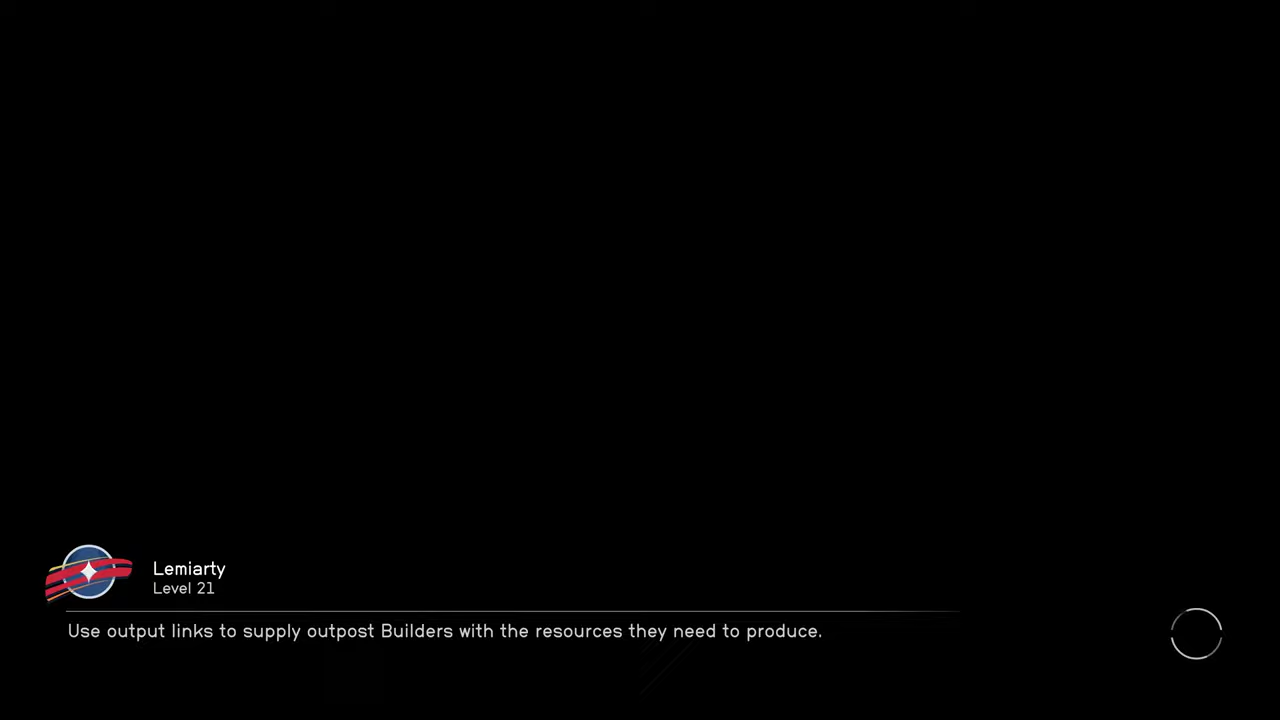 Lemiarty
Level 21
Use output links to supply outpost Builders with the resources they need to produce.